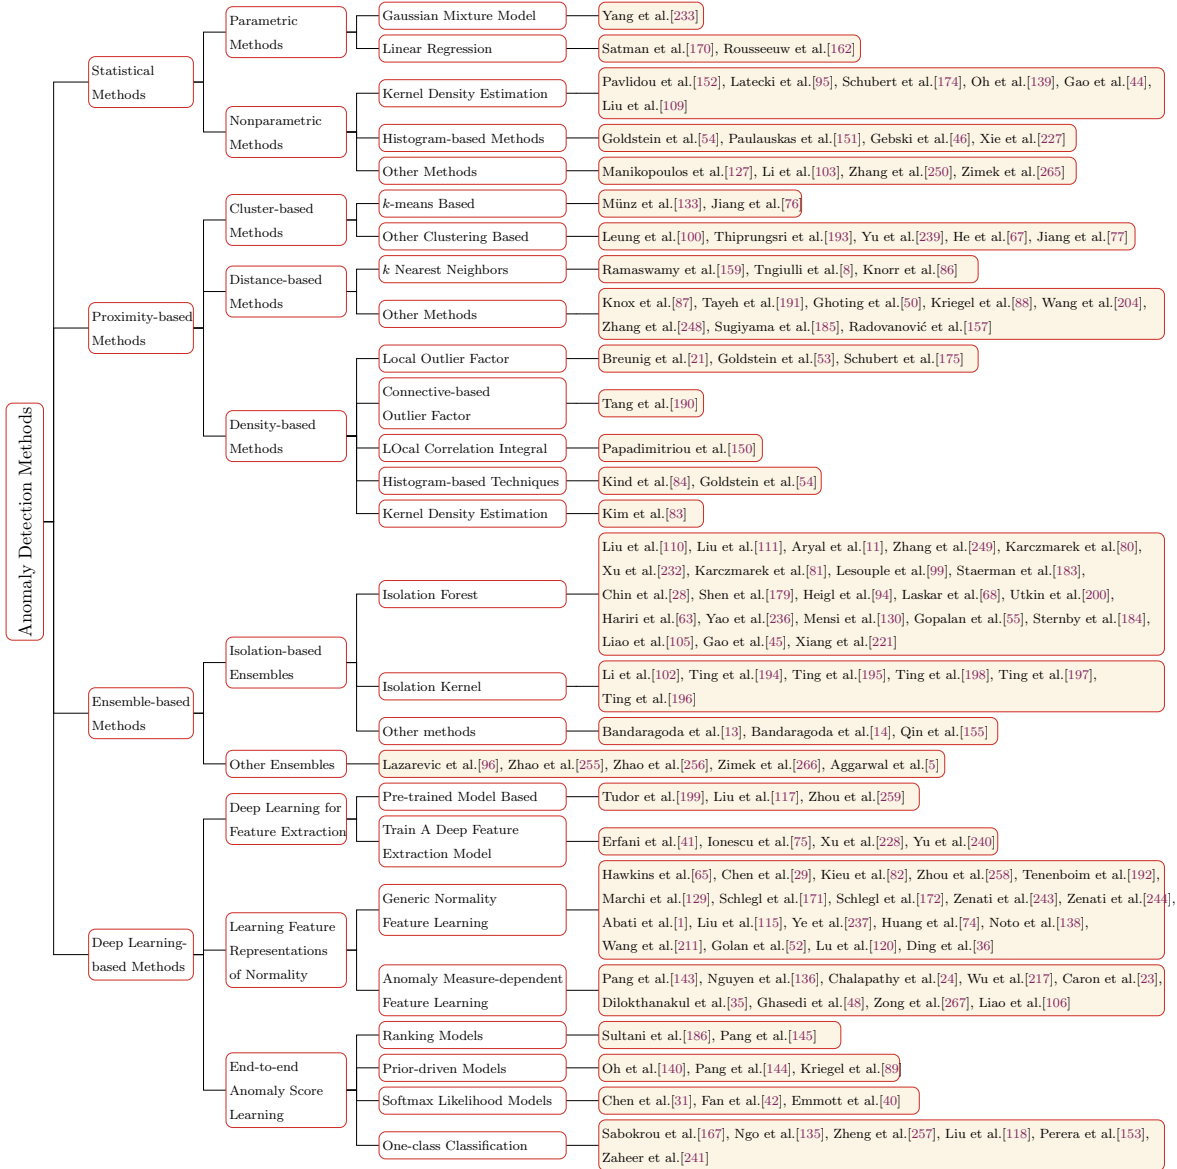 Anomaly Detection Methods
Statistical
Methods
Parametric
Methods
Gaussian Mixture Model
Yang et al.[233]
Linear Regression
Satman et al.[170], Rousseeuw et al.[162]
Nonparametric
Methods
Kernel Density Estimation
Pavlidou et al.[152], Latecki et al.[95], Schubert et al.[174], Oh et al.[139], Gao et al.[44],
Liu et al.[109]
Histogram-based Methods
Goldstein et al.[54], Paulauskas et al.[151], Gebski et al.[46], Xie et al.[227]
Other Methods
Manikopoulos et al.[127], Li et al.[103], Zhang et al.[250], Zimek et al.[265]
Proximity-based
Methods
Cluster-based
Methods
k-means Based
Münz et al.[133], Jiang et al.[76]
Other Clustering Based
Leung et al.[100], Thiprungsri et al.[193], Yu et al.[239], He et al.[67], Jiang et al.[77]
Distance-based
Methods
k Nearest Neighbors
Ramaswamy et al.[159], Tngiulli et al.[8], Knorr et al.[86]
Other Methods
Knox et al.[87], Tayeh et al.[191], Ghoting et al.[50], Kriegel et al.[88], Wang et al.[204],
Zhang et al.[248], Sugiyama et al.[185], Radovanović et al.[157]
Density-based
Methods
Local Outlier Factor
Breunig et al.[21], Goldstein et al.[53], Schubert et al.[175]
Connective-based
Outlier Factor
Tang et al.[190]
LOcal Correlation Integral
Papadimitriou et al.[150]
Histogram-based Techniques
Kind et al.[84], Goldstein et al.[54]
Kernel Density Estimation
Kim et al.[83]
Ensemble-based
Methods
Isolation-based
Ensembles
Isolation Forest
Liu et al.[110], Liu et al.[111], Aryal et al.[11], Zhang et al.[249], Karczmarek et al.[80],
Xu et al.[232], Karczmarek et al.[81], Lesouple et al.[99], Staerman et al.[183],
Chin et al.[28], Shen et al.[179], Heigl et al.[94], Laskar et al.[68], Utkin et al.[200],
Hariri et al.[63], Yao et al.[236], Mensi et al.[130], Gopalan et al.[55], Sternby et al.[184],
Liao et al.[105], Gao et al.[45], Xiang et al.[221]
Isolation Kernel
Li et al.[102], Ting et al.[194], Ting et al.[195], Ting et al.[198], Ting et al.[197],
Ting et al.[196]
Other methods
Bandaragoda et al.[13], Bandaragoda et al.[14], Qin et al.[155]
Other Ensembles
Lazarevic et al.[96], Zhao et al.[255], Zhao et al.[256], Zimek et al.[266], Aggarwal et al.[5]
Deep Learning-
based Methods
Deep Learning for
Feature Extraction
Pre-trained Model Based
Tudor et al.[199], Liu et al.[117], Zhou et al.[259]
Train A Deep Feature
Extraction Model
Erfani et al.[41], Ionescu et al.[75], Xu et al.[228], Yu et al.[240]
Learning Feature
Representations
of Normality
Generic Normality
Feature Learning
Hawkins et al.[65], Chen et al.[29], Kieu et al.[82], Zhou et al.[258], Tenenboim et al.[192],
Marchi et al.[129], Schlegl et al.[171], Schlegl et al.[172], Zenati et al.[243], Zenati et al.[244],
Abati et al.[1], Liu et al.[115], Ye et al.[237], Huang et al.[74], Noto et al.[138],
Wang et al.[211], Golan et al.[52], Lu et al.[120], Ding et al.[36]
Anomaly Measure-dependent
Feature Learning
Pang et al.[143], Nguyen et al.[136], Chalapathy et al.[24], Wu et al.[217], Caron et al.[23],
Dilokthanakul et al.[35], Ghasedi et al.[48], Zong et al.[267], Liao et al.[106]
End-to-end
Anomaly Score
Learning
Ranking Models
Sultani et al.[186], Pang et al.[145]
Prior-driven Models
Oh et al.[140], Pang et al.[144], Kriegel et al.[89]
Softmax Likelihood Models
Chen et al.[31], Fan et al.[42], Emmott et al.[40]
One-class Classification
Sabokrou et al.[167], Ngo et al.[135], Zheng et al.[257], Liu et al.[118], Perera et al.[153],
Zaheer et al.[241]